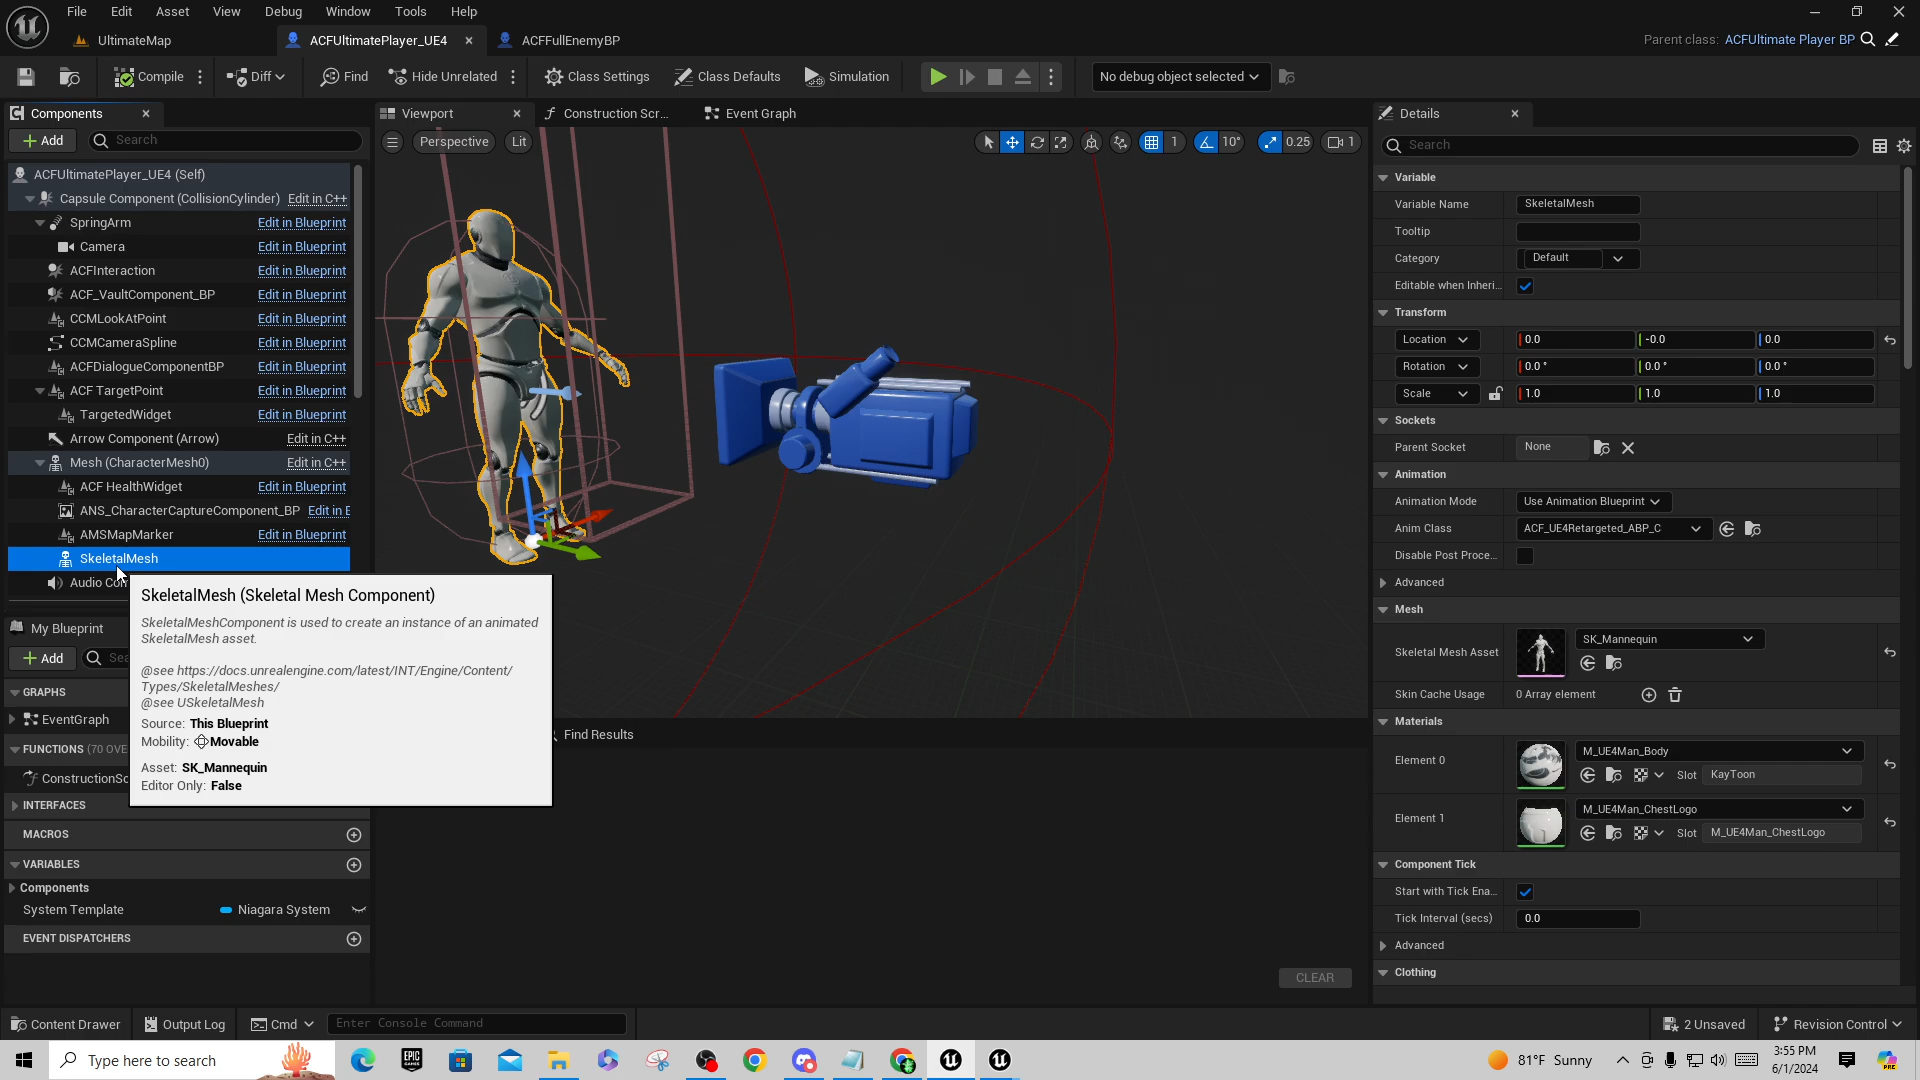 File Edit Asset View Debug Window Tools Help
UltimateMap ACFUltimatePlayer_UE4 ACFFullEnemyBP
Parent class: ACFUltimate Player BP
Compile Diff Find Hide Unrelated Class Settings Class Defaults Simulation No debug object selected
Components
Add Search
ACFUltimatePlayer_UE4 (Self)
Capsule Component (CollisionCylinder) Edit in C++
SpringArm Edit in Blueprint
Camera Edit in Blueprint
ACFInteraction Edit in Blueprint
ACF_VaultComponent_BP Edit in Blueprint
CCMLookAtPoint Edit in Blueprint
CCMCameraSpline Edit in Blueprint
ACFDialogueComponentBP Edit in Blueprint
ACF TargetPoint Edit in Blueprint
TargetedWidget Edit in Blueprint
Arrow Component (Arrow) Edit in C++
Mesh (CharacterMesh0) Edit in C++
ACF HealthWidget Edit in Blueprint
ANS_CharacterCaptureComponent_BP Edit in E
AMSMapMarker Edit in Blueprint
SkeletalMesh
Audio Com
SkeletalMesh (Skeletal Mesh Component)
SkeletalMeshComponent is used to create an instance of an animated
SkeletalMesh asset.
@see https://docs.unrealengine.com/latest/INT/Engine/Content/
Types/SkeletalMeshes/
@see USkeletalMesh
Source: This Blueprint
Mobility: Movable
Asset: SK_Mannequin
Editor Only: False
My Blueprint
Add Sea
GRAPHS
EventGraph
FUNCTIONS (70 OVE
ConstructionSc
INTERFACES
MACROS
VARIABLES
Components
System Template Niagara System
EVENT DISPATCHERS
Viewport Construction Scr... Event Graph
Perspective Lit 1 10° 0.25 1
Find Results
CLEAR
Details
Search
Variable
Variable Name SkeletalMesh
Tooltip
Category Default
Editable when Inheri...
Transform
Location 0.0 -0.0 0.0
Rotation 0.0 ° 0.0 ° 0.0 °
Scale 1.0 1.0 1.0
Sockets
Parent Socket None
Animation
Animation Mode Use Animation Blueprint
Anim Class ACF_UE4Retargeted_ABP_C
Disable Post Proce...
Advanced
Mesh
Skeletal Mesh Asset SK_Mannequin
Skin Cache Usage 0 Array element
Materials
Element 0 M_UE4Man_Body
Slot KayToon
Element 1 M_UE4Man_ChestLogo
Slot M_UE4Man_ChestLogo
Component Tick
Start with Tick Ena...
Tick Interval (secs) 0.0
Advanced
Clothing
Content Drawer Output Log Cmd Enter Console Command 2 Unsaved Revision Control
Type here to search EPIC GAMES 81°F Sunny 3:55 PM
6/1/2024
PRE